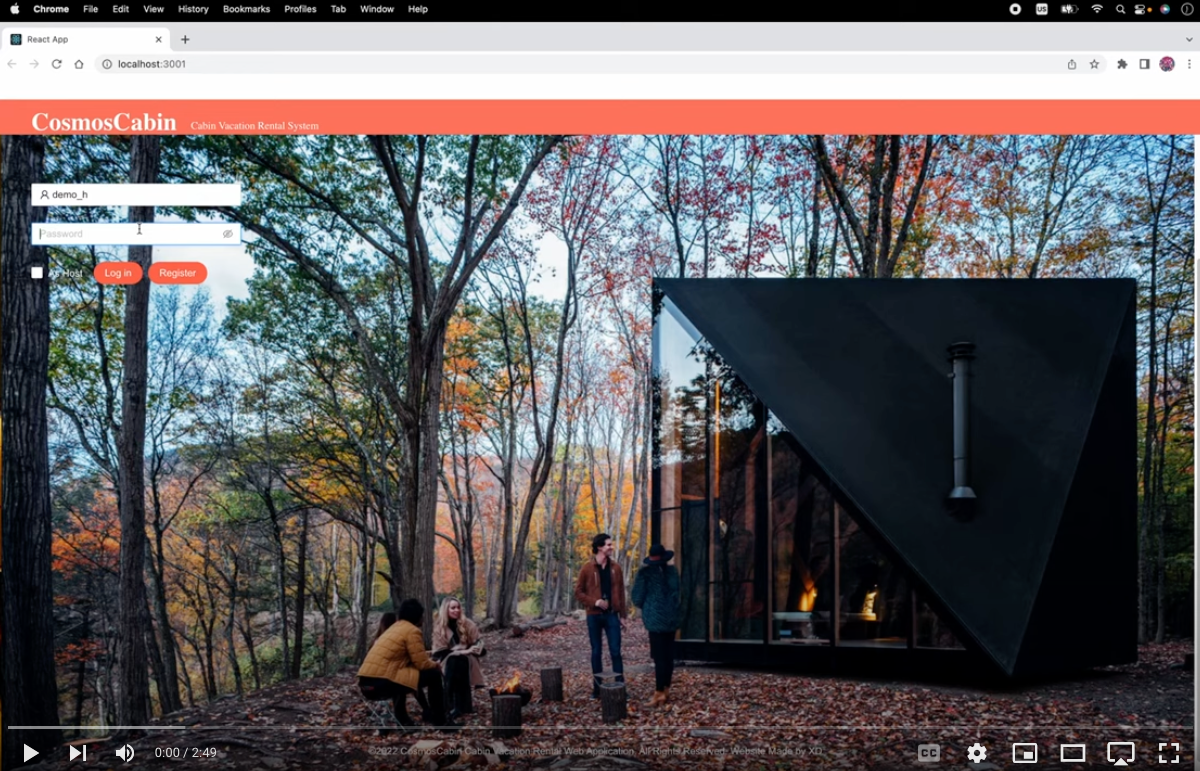 Chrome File Edit View History Bookmarks Profiles Tab Window Help
US
React App
localhost:3001
CosmosCabin Cabin Vacation Rental System
demo_h
Password
As Host Log in Register
©2022 CosmosCabin Cabin Vacation Rental Web Application. All Rights Reserved. Website Made by XD
0:00 / 2:49
CC